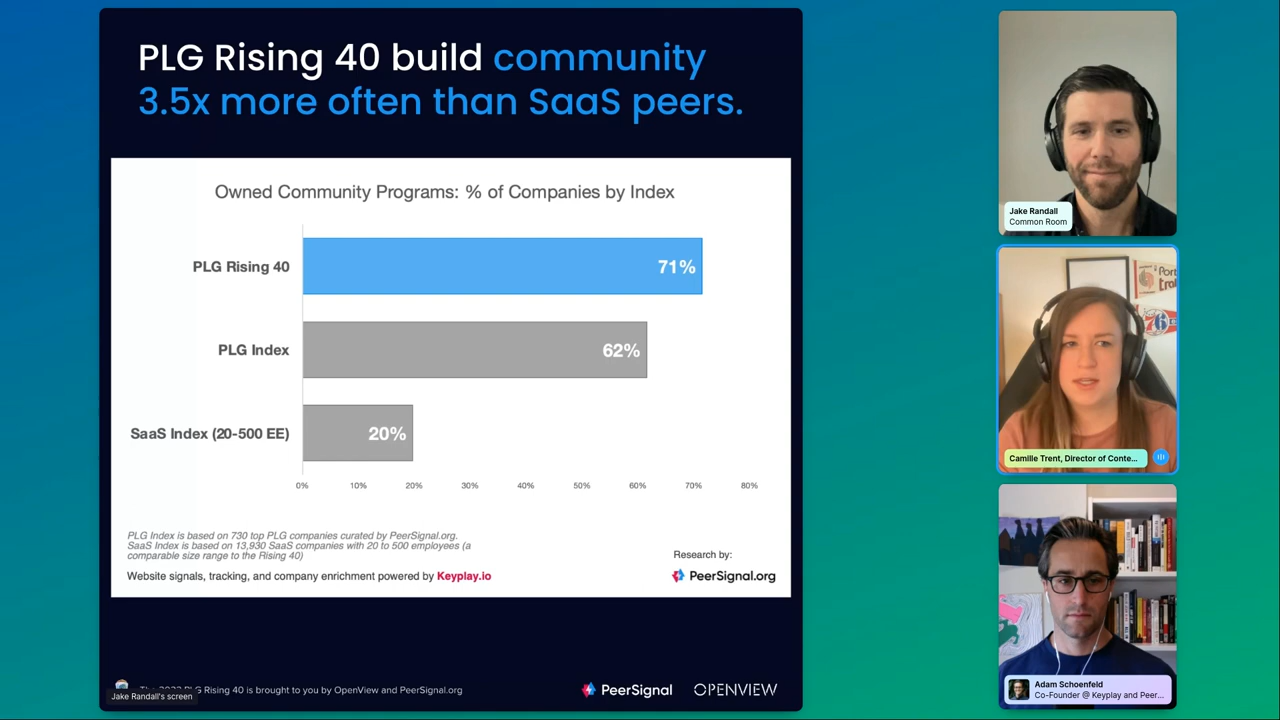 PLG Rising 40 build community
3.5x more often than SaaS peers.
Owned Community Programs: % of Companies by Index
PLG Rising 40
71%
PLG Index
62%
SaaS Index (20-500 EE)
20%
0% 10% 20% 30% 40% 50% 60% 70% 80%
PLG Index is based on 730 top PLG companies curated by PeerSignal.org.
SaaS Index is based on 13,930 SaaS companies with 20 to 500 employees (a
comparable size range to the Rising 40)
Website signals, tracking, and company enrichment powered by Keyplay.io
Research by:
PeerSignal.org
Rising 40 is brought to you by OpenView and PeerSignal.org
Jake Randall's screen
PeerSignal
OPENVIEW
Jake Randall
Common Room
76
Camille Trent, Director of Conte...
Adam Schoenfeld
Co-Founder @ Keyplay and Peer...